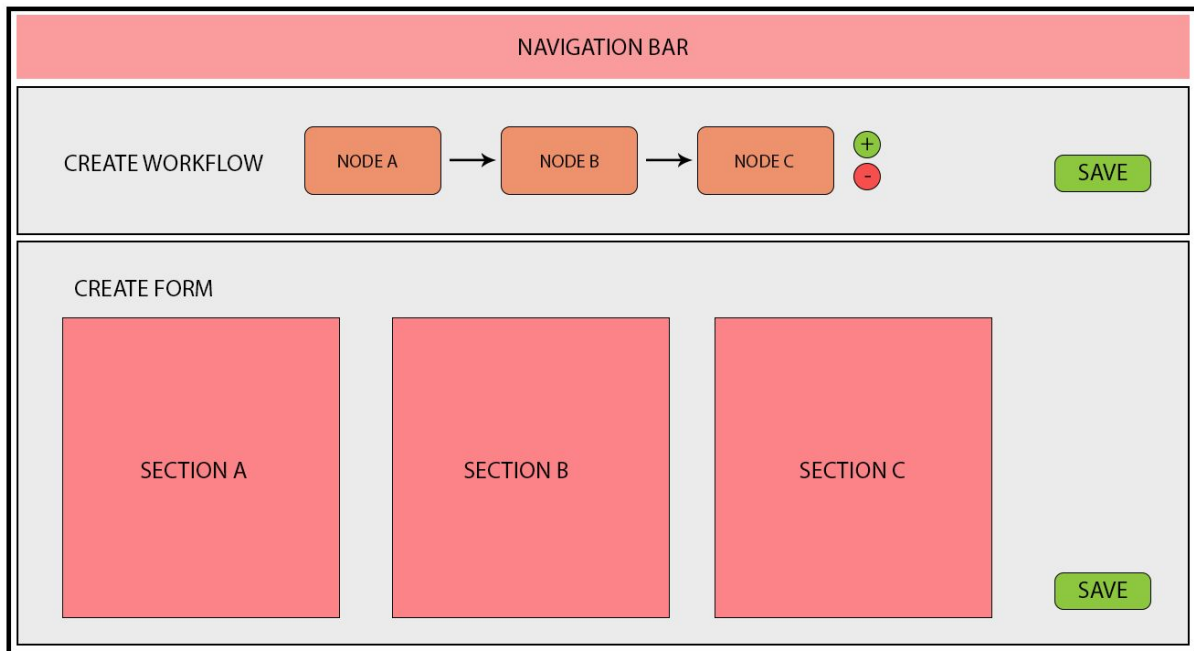 NAVIGATION BAR
CREATE WORKFLOW
NODE A
NODE B
NODE C
+
-
SAVE
CREATE FORM
SECTION A
SECTION B
SECTION C
SAVE